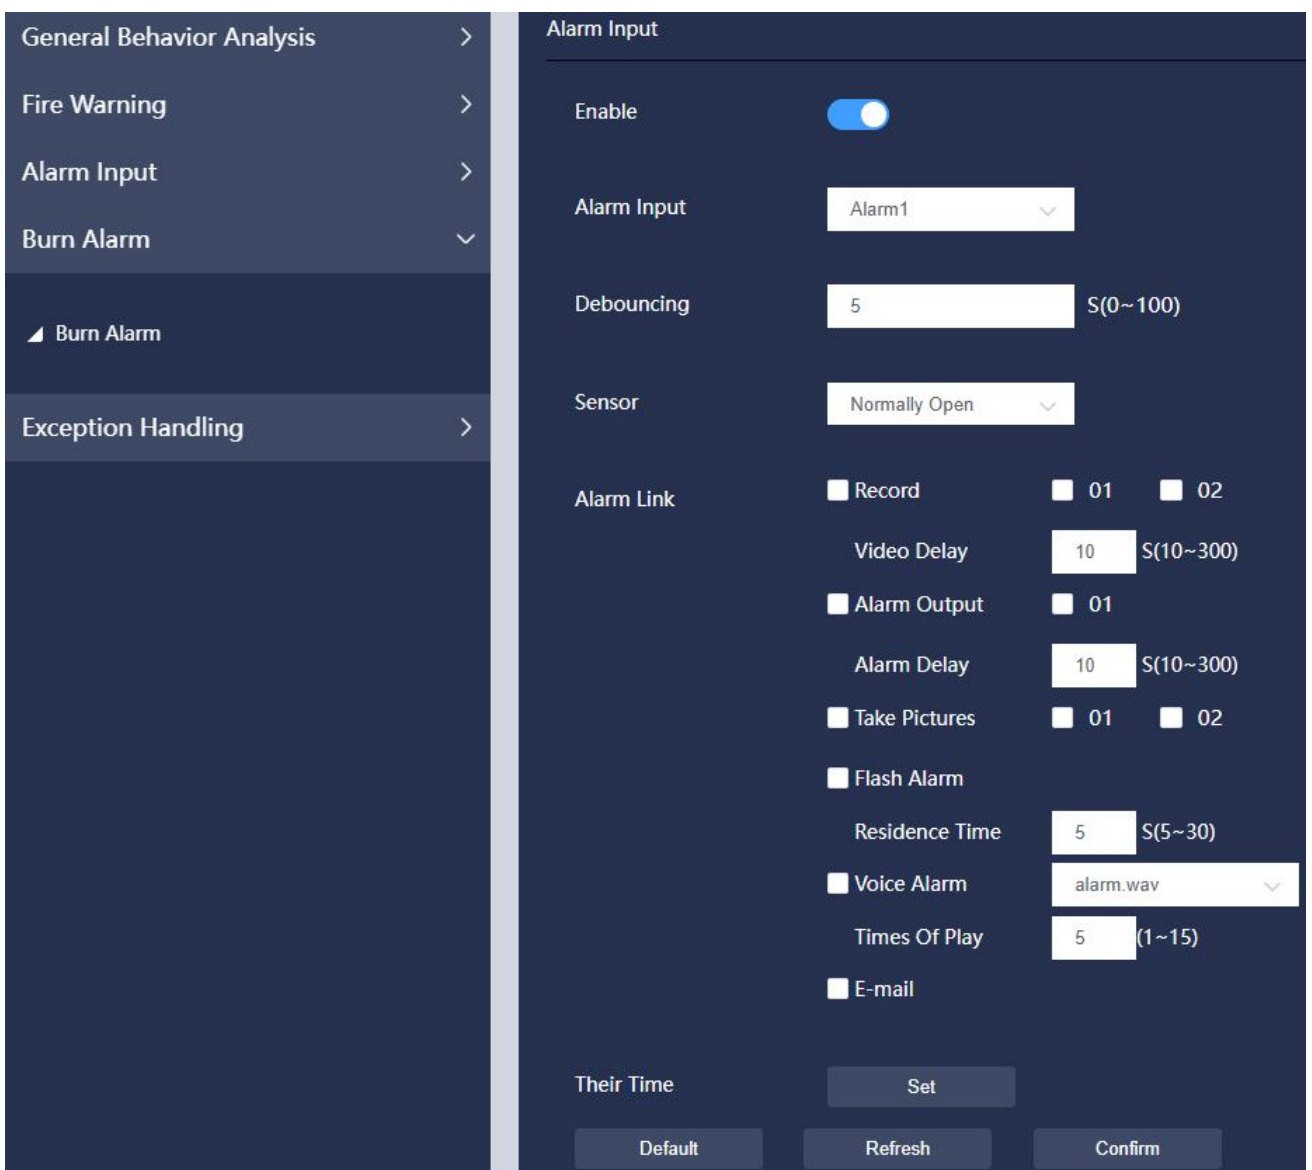 General Behavior Analysis
Fire Warning
Alarm Input
Burn Alarm
Burn Alarm
Exception Handling
Alarm Input
Enable
Alarm Input Alarm1
Debouncing 5 S(0~100)
Sensor Normally Open
Alarm Link Record 01 02
Video Delay 10 S(10~300)
Alarm Output 01
Alarm Delay 10 S(10~300)
Take Pictures 01 02
Flash Alarm
Residence Time 5 S(5~30)
Voice Alarm alarm.wav
Times Of Play 5 (1~15)
E-mail
Their Time Set
Default Refresh Confirm